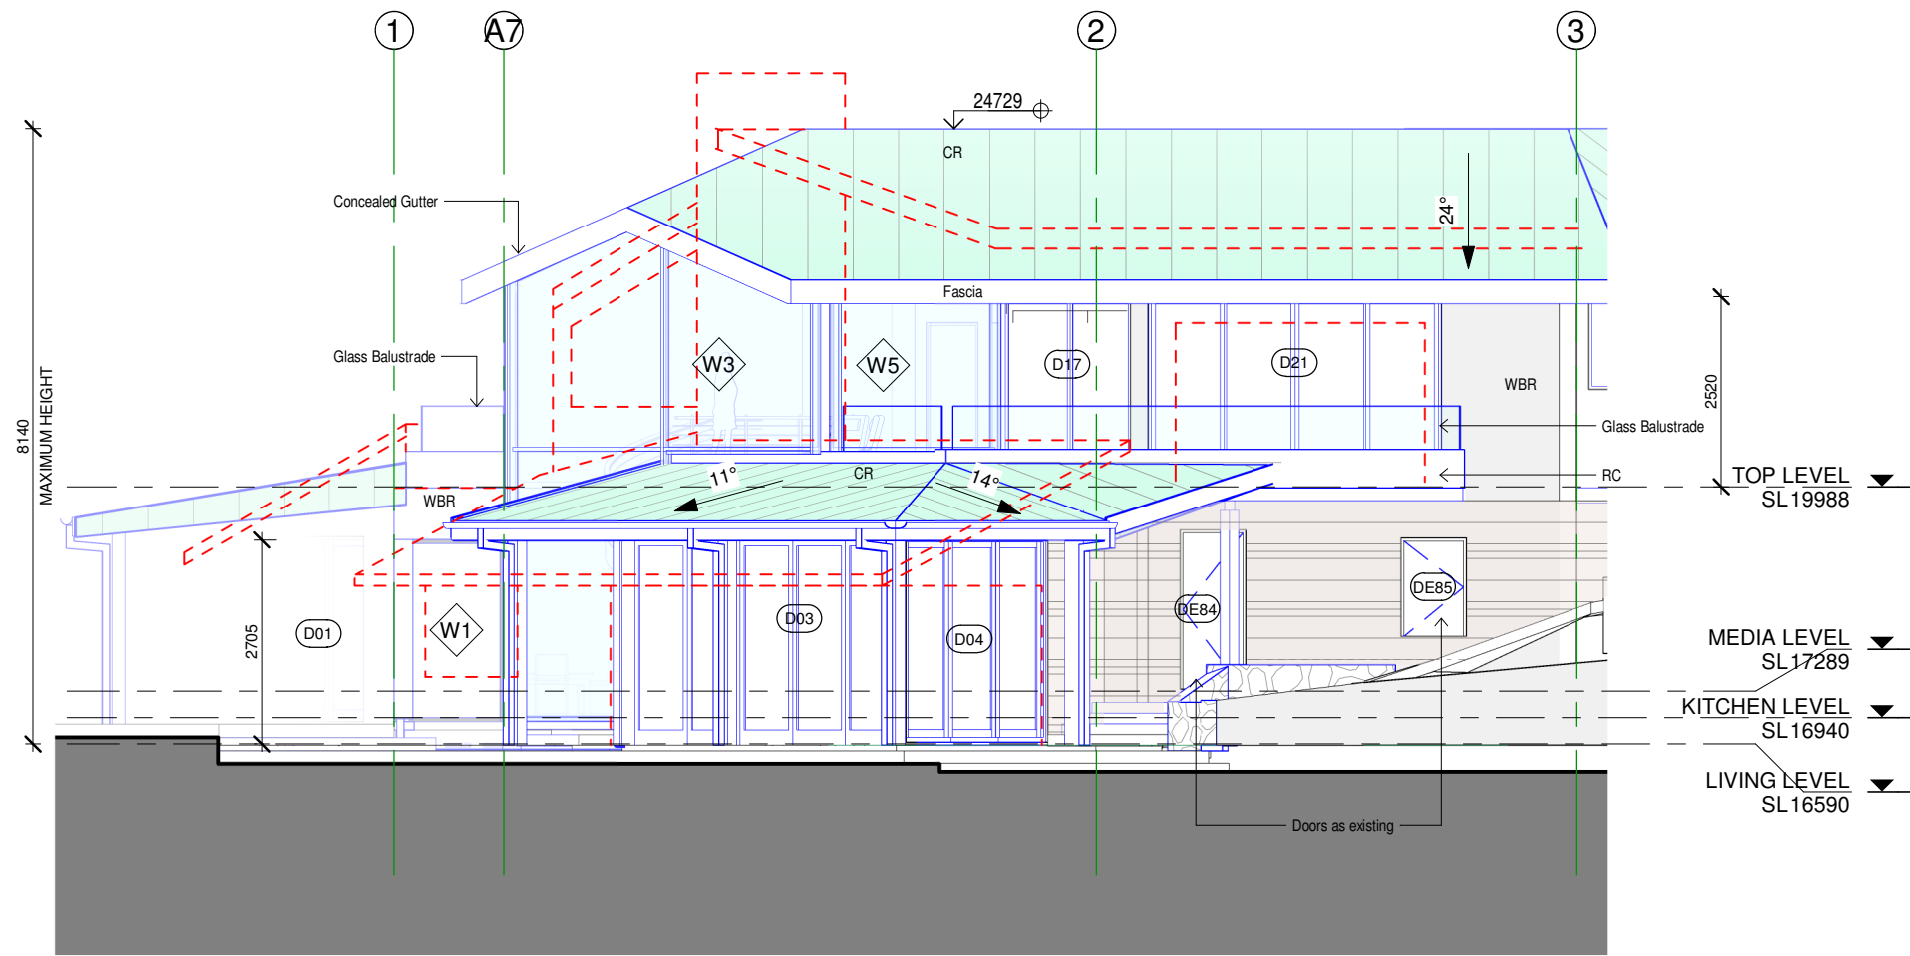 1
A7
2
3
24729
CR
Concealed Gutter
24°
Fascia
Glass Balustrade
W3
W5
D17
D21
WBR
2520
8140
MAXIMUM HEIGHT
Glass Balustrade
11°
CR
14°
RC
TOP LEVEL
SL19988
WBR
2705
D01
W1
D03
D04
DE84
DE85
MEDIA LEVEL
SL17289
KITCHEN LEVEL
SL16940
LIVING LEVEL
SL16590
Doors as existing